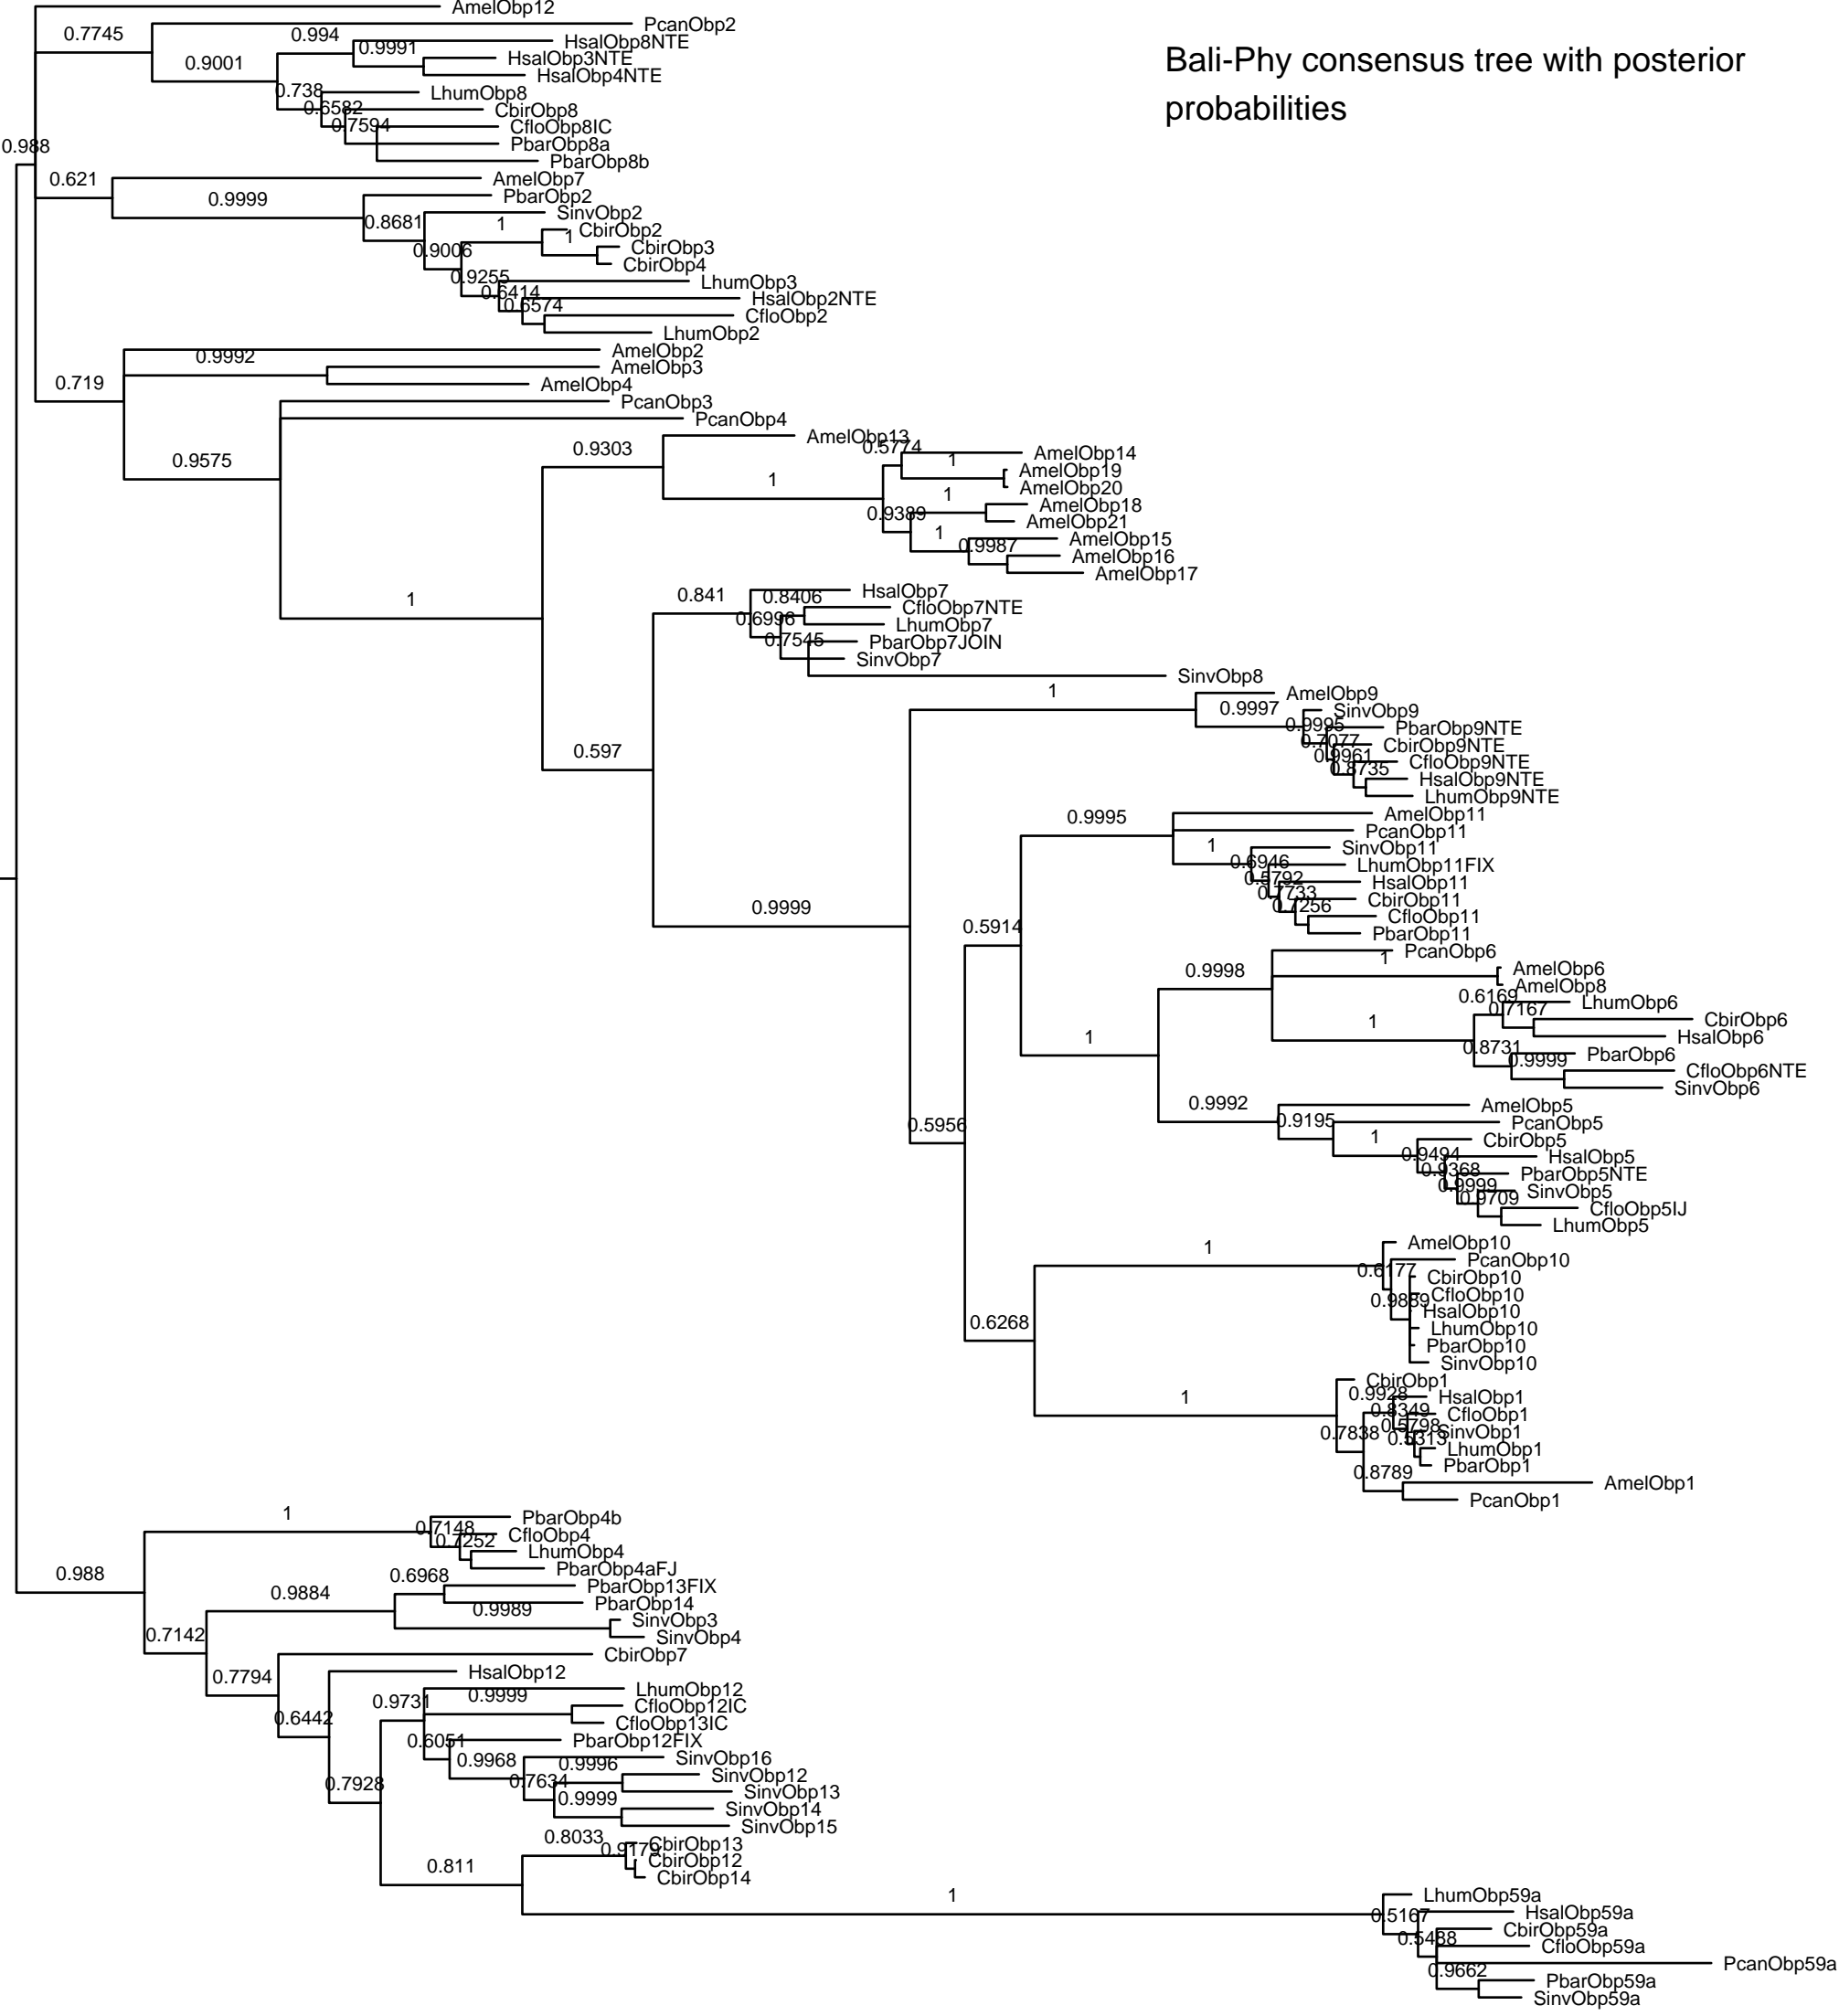 AmelObp12
0.7745
PcanObp2
0.994
HsalObp8NTE
0.9991
HsalObp3NTE
0.9001
HsalObp4NTE
Bali-Phy consensus tree with posterior
probabilities
0.738
LhumObp8
0.6582
CbirObp8
0.7594
CfloObp8IC
PbarObp8a
0.988
PbarObp8b
0.621
AmelObp7
0.9999
PbarObp2
0.8681
SinvObp2
1
CbirObp2
1
0.9006
CbirObp3
CbirObp4
0.9255
LhumObp3
0.6414
HsalObp2NTE
0.6574
CfloObp2
LhumObp2
AmelObp2
0.9992
AmelObp3
0.719
AmelObp4
PcanObp3
PcanObp4
AmelObp13
0.9303
0.5774
AmelObp14
0.9575
1
AmelObp19
1
AmelObp20
1
AmelObp18
0.9389
AmelObp21
1
AmelObp15
0.9987
AmelObp16
AmelObp17
1
0.841
HsalObp7
0.8406
CfloObp7NTE
0.6996
LhumObp7
0.7545
PbarObp7JOIN
SinvObp7
SinvObp8
1
AmelObp9
0.9997
SinvObp9
0.9995
PbarObp9NTE
0.7077
CbirObp9NTE
0.597
0.9961
CfloObp9NTE
0.8735
HsalObp9NTE
LhumObp9NTE
0.9995
AmelObp11
PcanObp11
1
SinvObp11
0.6946
LhumObp11FIX
0.5792
HsalObp11
0.7733
CbirObp11
0.7256
CfloObp11
0.9999
PbarObp11
0.5914
PcanObp6
1
0.9998
AmelObp6
AmelObp8
0.6169
LhumObp6
0.7167
CbirObp6
1
1
HsalObp6
0.8731
PbarObp6
0.9999
CfloObp6NTE
SinvObp6
0.9992
AmelObp5
0.9195
PcanObp5
0.5956
1
CbirObp5
0.9494
HsalObp5
0.9368
PbarObp5NTE
0.9999
SinvObp5
0.9709
CfloObp5IJ
LhumObp5
1
AmelObp10
PcanObp10
0.6177
CbirObp10
0.9889
CfloObp10
HsalObp10
0.6268
LhumObp10
PbarObp10
SinvObp10
CbirObp1
1
0.9928
HsalObp1
0.8349
CfloObp1
0.5798
0.7838
SinvObp1
0.5313
LhumObp1
PbarObp1
0.8789
AmelObp1
PcanObp1
1
PbarObp4b
0.7148
CfloObp4
0.7252
LhumObp4
0.988
PbarObp4aFJ
0.6968
0.9884
PbarObp13FIX
PbarObp14
0.9989
SinvObp3
0.7142
SinvObp4
CbirObp7
0.7794
HsalObp12
LhumObp12
0.9731
0.9999
CfloObp12IC
0.6442
CfloObp13IC
0.6051
PbarObp12FIX
0.9968
SinvObp16
0.9996
0.7634
SinvObp12
0.7928
SinvObp13
0.9999
SinvObp14
SinvObp15
0.8033
CbirObp13
0.9179
CbirObp12
0.811
CbirObp14
1
LhumObp59a
0.5167
HsalObp59a
CbirObp59a
0.5488
CfloObp59a
PcanObp59a
0.9662
PbarObp59a
SinvObp59a